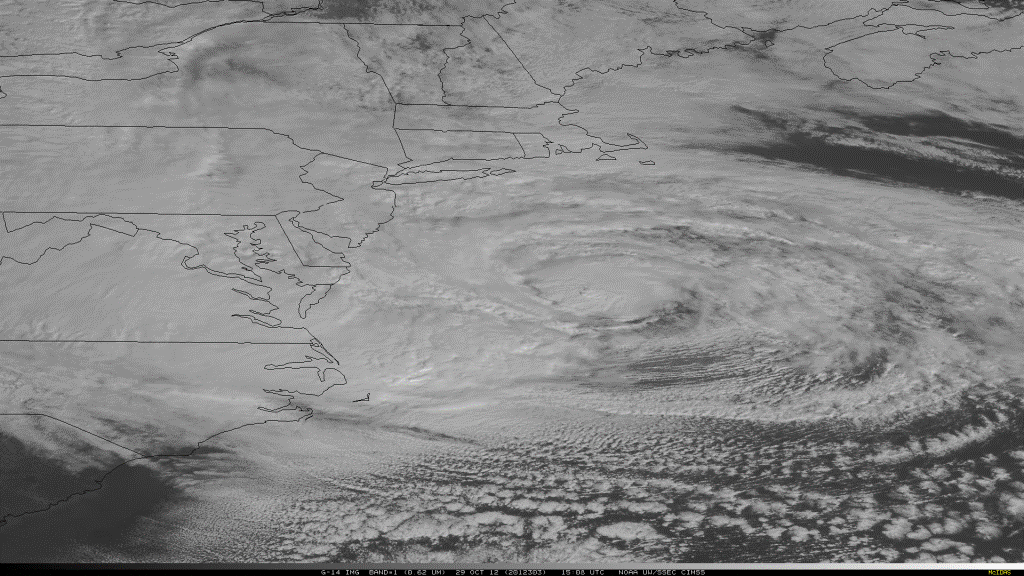 G-14 IMG BAND=1 (0.62 UM) 29 OCT 12 (2012303) 15:08 UTC NOAA UW/SSEC CIMSS McIDAS